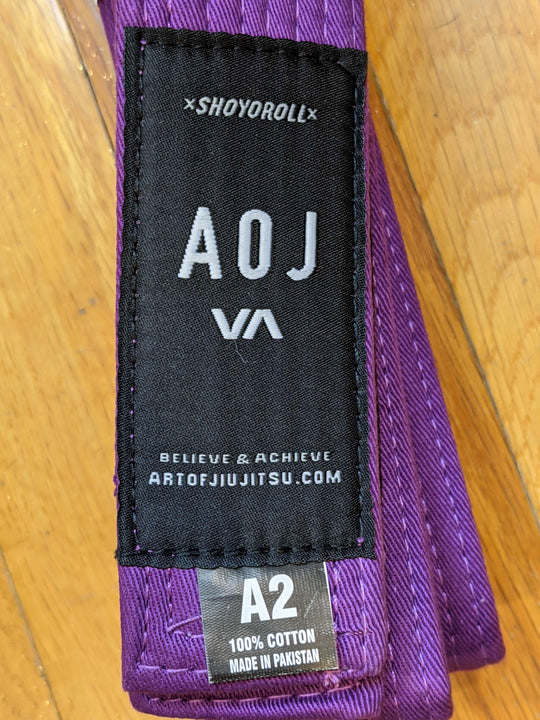 ×SHOYOROLL×
AOJ
VA
BELIEVE & ACHIEVE
ARTOFJIUJITSU.COM
A2
100% COTTON
MADE IN PAKISTAN